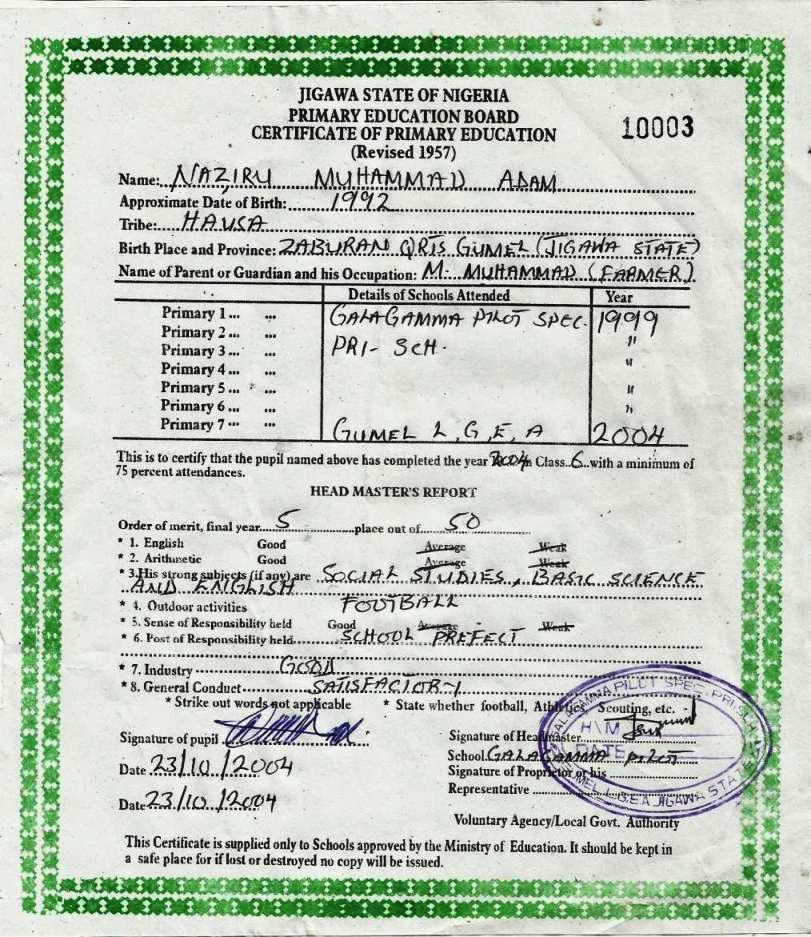 JIGAWA STATE OF NIGERIA
PRIMARY EDUCATION BOARD
CERTIFICATE OF PRIMARY EDUCATION
(Revised 1957)
10003
Name: NAZIRU MUHAMMAD ADAM
Approximate Date of Birth: 1992
Tribe: HAUSA
Birth Place and Province: ZABURAN QRTS GUMEL (JIGAWA STATE)
Name of Parent or Guardian and his Occupation: M. MUHAMMAD (FARMER)
Details of Schools Attended Year
Primary 1... ... GALAGAMMA PILOT SPEC. 1999
Primary 2... ... PRI- SCH. "
Primary 3... ... "
Primary 4... ...
Primary 5... ... "
Primary 6... ... "
Primary 7... ... GUMEL L.G.E.A 2004
This is to certify that the pupil named above has completed the year 2004 in Class..6..with a minimum of
75 percent attendances.
HEAD MASTER'S REPORT
Order of merit, final year 5 place out of 50
* 1. English Good Average Weak
* 2. Arithmetic Good Average Weak
* 3. His strong subjects (if any) are SOCIAL STUDIES, BASIC SCIENCE
AND ENGLISH
* 4. Outdoor activities FOOTBALL
* 5. Sense of Responsibility held Good Average Weak
* 6. Post of Responsibility held SCHOOL PREFECT
* 7. Industry GOOD
* 8. General Conduct SATISFACTORY
* Strike out words not applicable * State whether football, Athletics Scouting, etc.
Signature of pupil
Signature of Headmaster
School GALAGAMMA PILOT
Date 23/10/2004
Signature of Proprietor or his
Representative
Date 23/10/2004
Voluntary Agency/Local Govt. Authority
This Certificate is supplied only to Schools approved by the Ministry of Education. It should be kept in
a safe place for if lost or destroyed no copy will be issued.
H\M
DATE
GUMEL L.G.E.A JIGAWA STATE